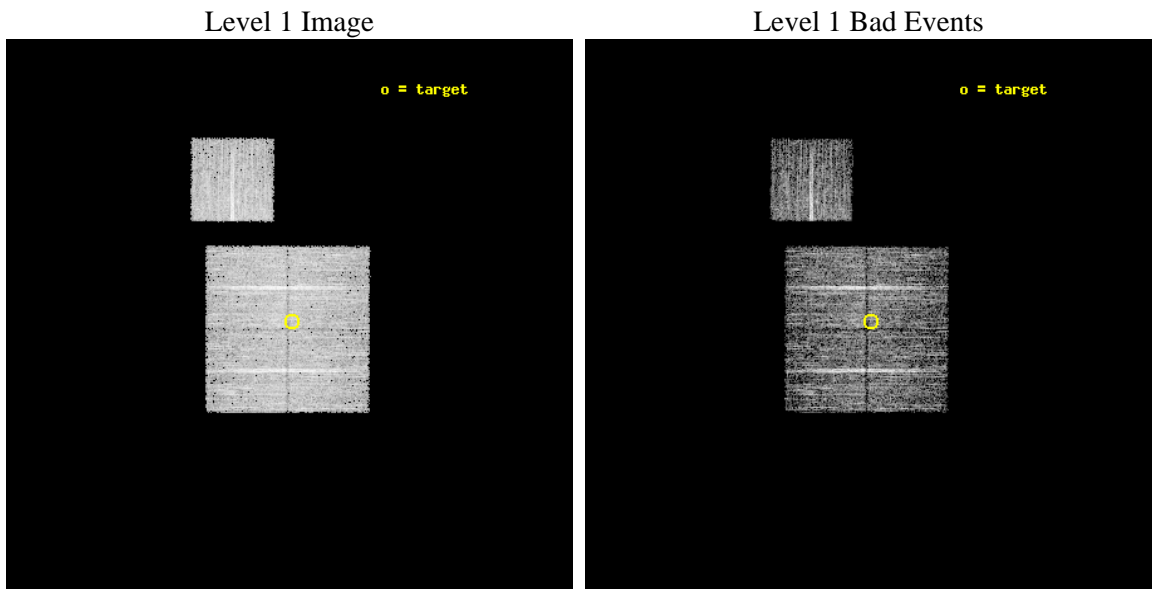 Level 1 Image
Level 1 Bad Events
o = target
o = target